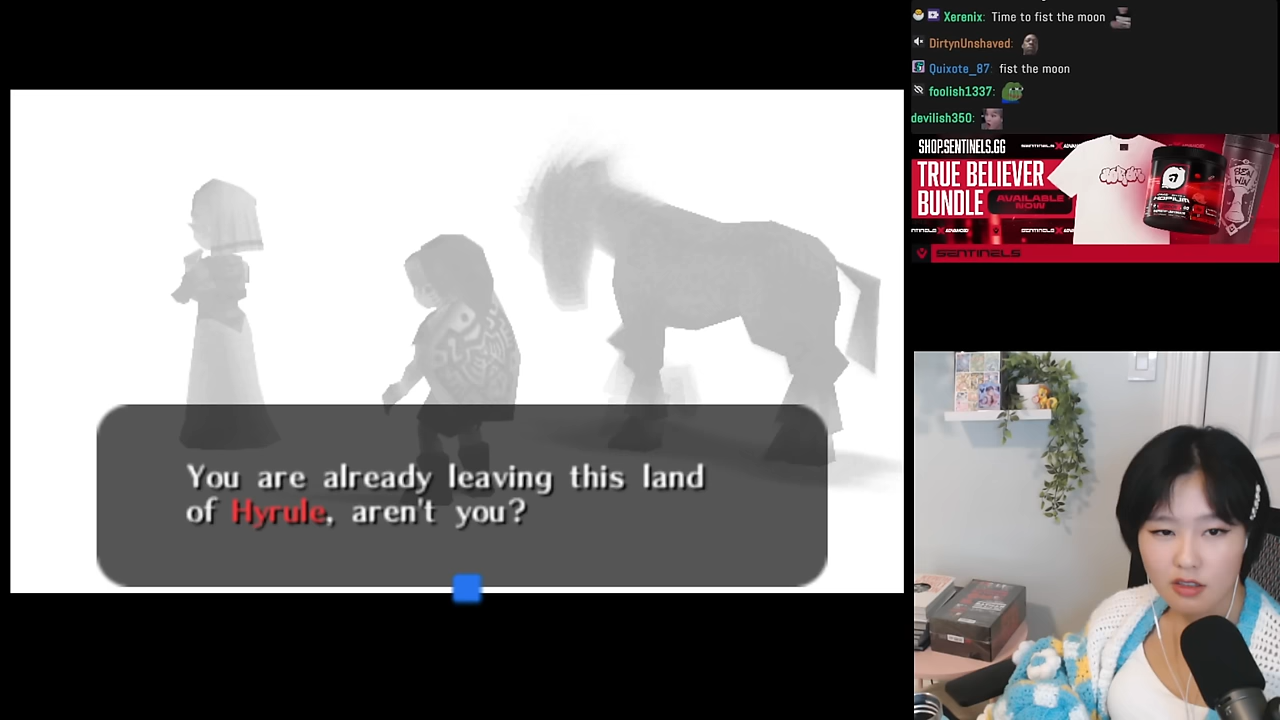 You are already leaving this land
of Hyrule, aren't you?
Xerenix: Time to fist the moon
DirtynUnshaved:
Quixote_87: fist the moon
foolish1337:
devilish350:
SHOP.SENTINELS.GG
TRUE BELIEVER
BUNDLE
AVAILABLE
NOW
SENTINELS